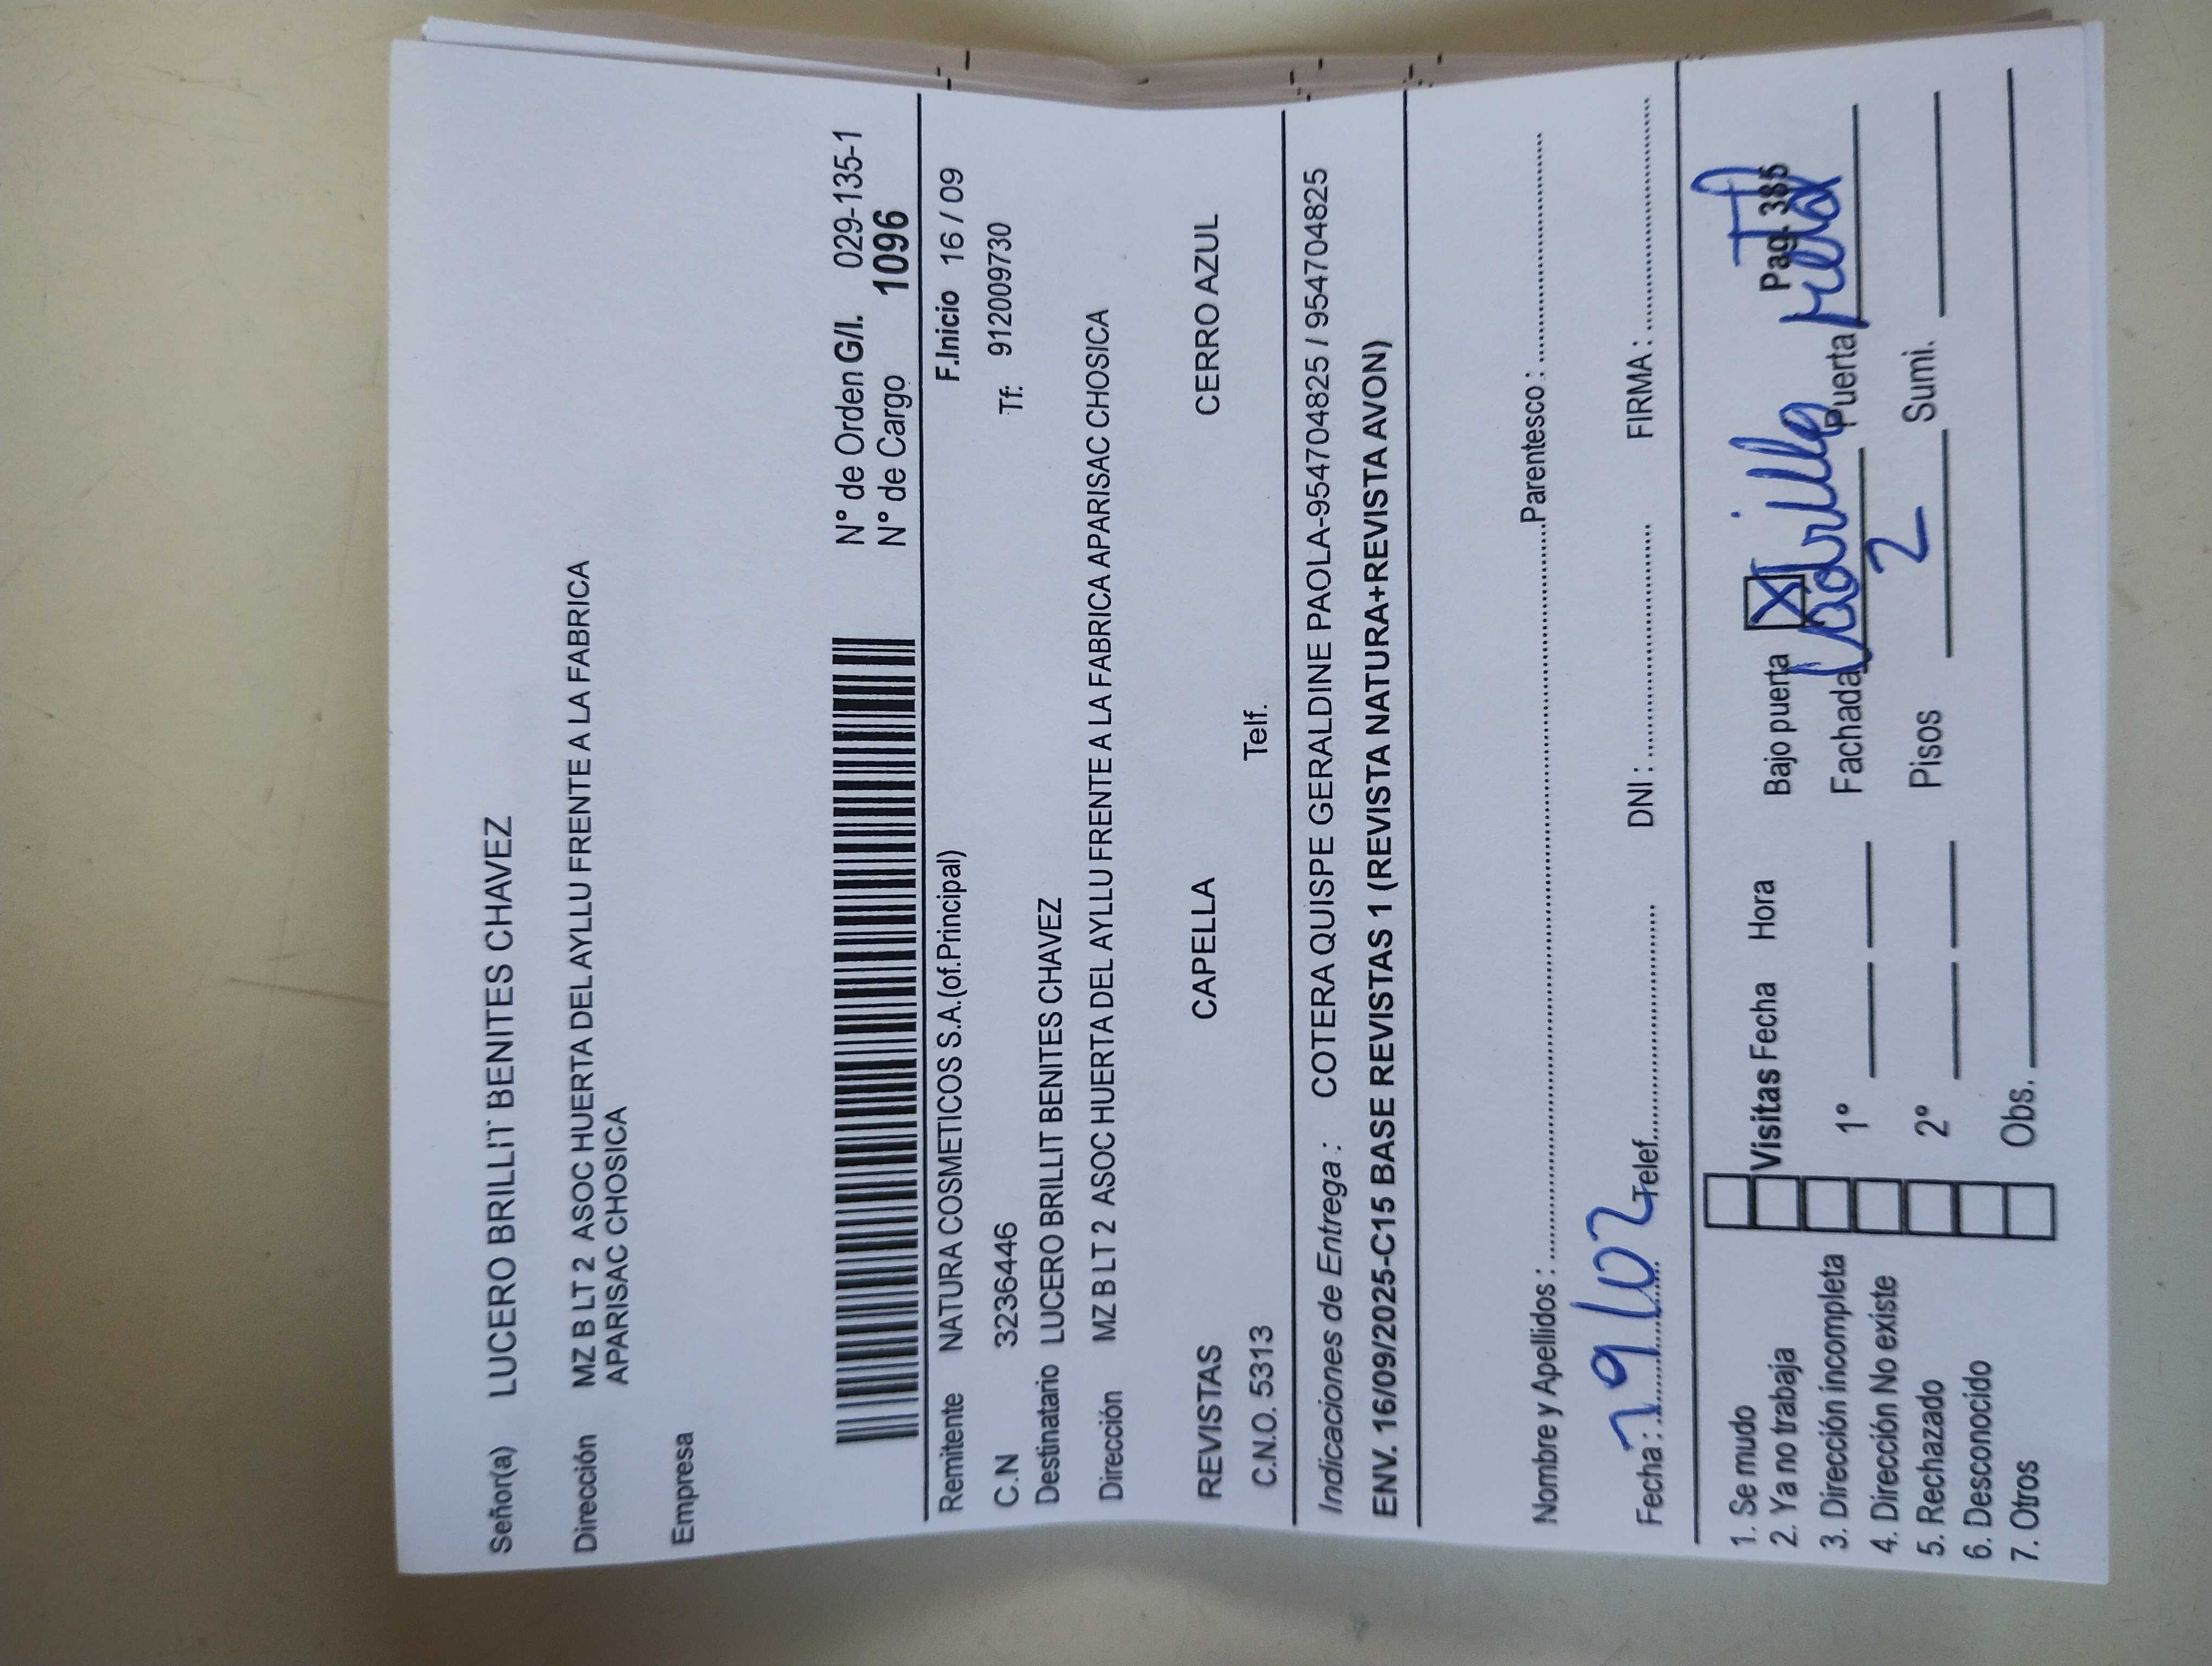 Señor(a) LUCERO BRILLIT BENITES CHAVEZ
Dirección MZ B LT 2 ASOC HUERTA DEL AYLLU FRENTE A LA FABRICA
APARISAC CHOSICA
Empresa
N° de Orden G/I. 029-135-1
N° de Cargo 1096
Remitente NATURA COSMETICOS S.A.(of.Principal) F.Inicio 16 / 09
C.N 3236446 Tf: 912009730
Destinatario LUCERO BRILLIT BENITES CHAVEZ
Dirección MZ B LT 2 ASOC HUERTA DEL AYLLU FRENTE A LA FABRICA APARISAC CHOSICA
REVISTAS CAPELLA CERRO AZUL
C.N.O. 5313 Telf.
Indicaciones de Entrega : COTERA QUISPE GERALDINE PAOLA-954704825 / 954704825
ENV. 16/09/2025-C15 BASE REVISTAS 1 (REVISTA NATURA+REVISTA AVON)
Nombre y Apellidos : Parentesco :
Fecha : Telef. DNI : FIRMA :
1. Se mudo
2. Ya no trabaja Visitas Fecha Hora Bajo puerta X Pag. 385
3. Dirección incompleta 1° Fachada Ladrillo Puerta
4. Dirección No existe
5. Rechazado 2° Pisos 2 Sumi.
6. Desconocido
7. Otros Obs.